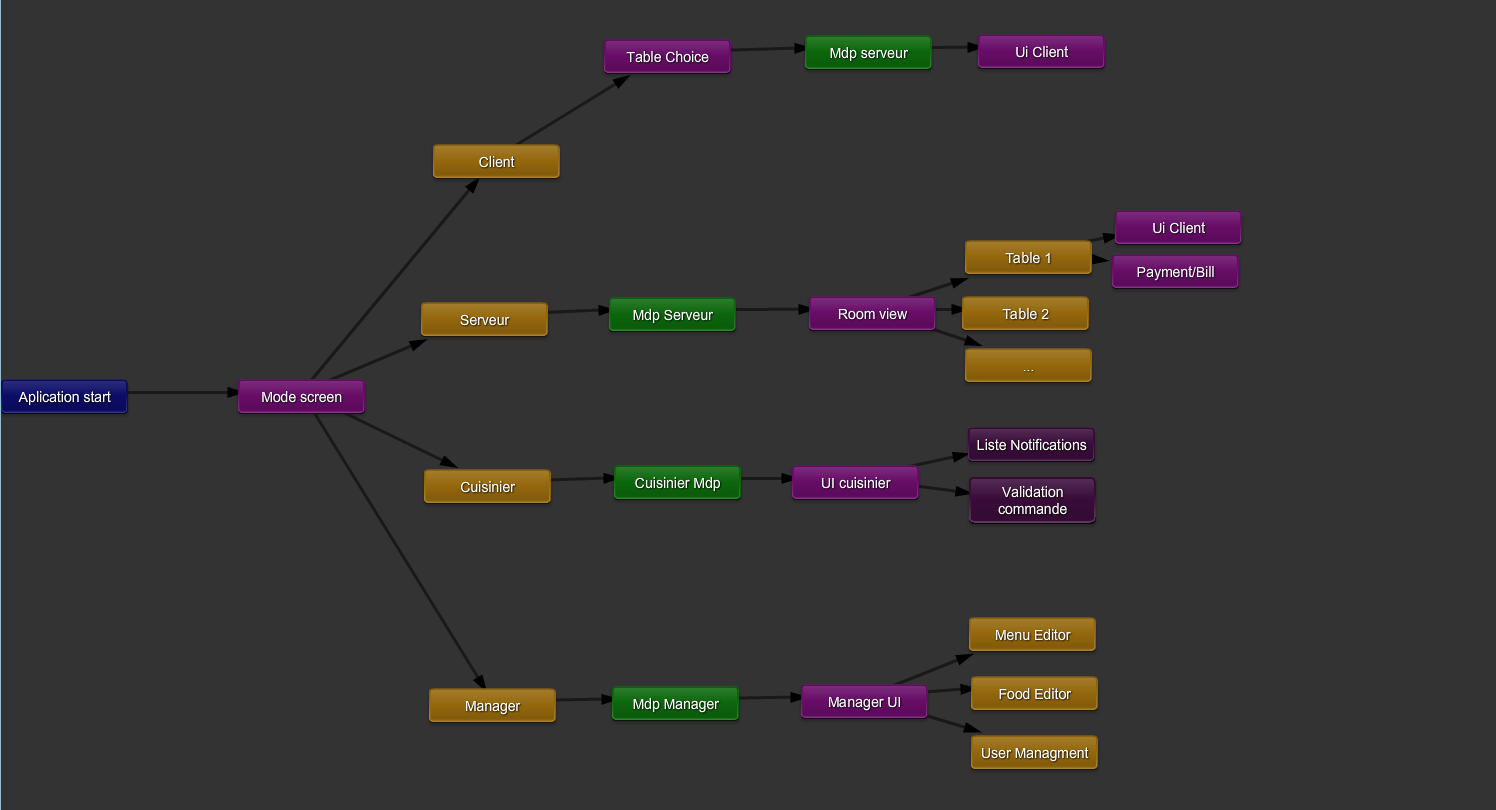 Table Choice
Mdp serveur
Ui Client
Client
Ui Client
Table 1
Payment/Bill
Serveur
Mdp Serveur
Room view
Table 2
...
Aplication start
Mode screen
Liste Notifications
Cuisinier
Cuisinier Mdp
UI cuisinier
Validation
commande
Menu Editor
Food Editor
Manager
Mdp Manager
Manager UI
User Managment